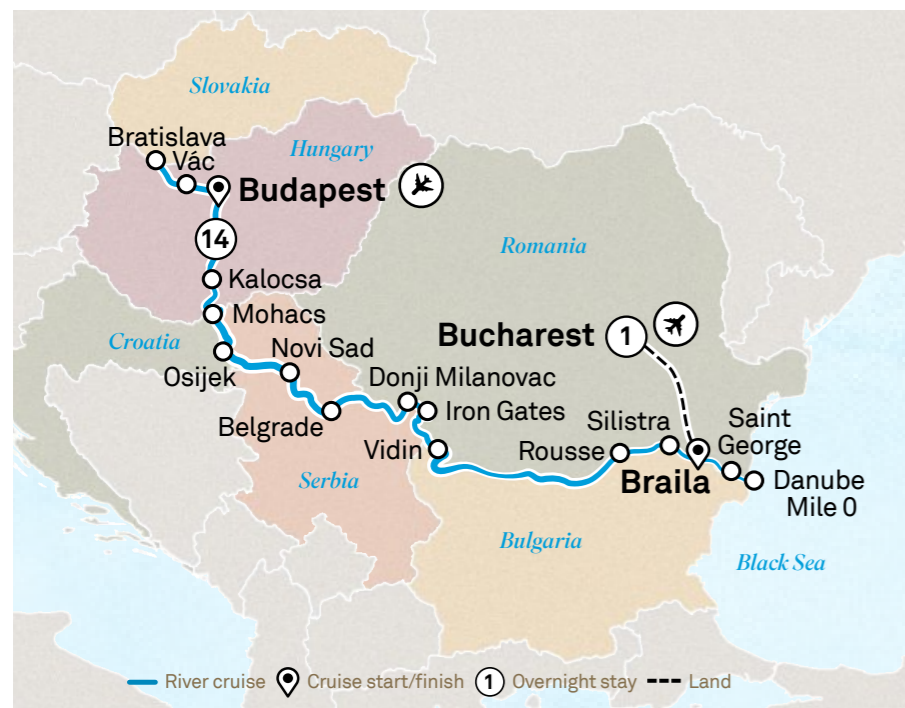 Slovakia
Bratislava
Vác
Hungary
Budapest
14
Romania
Kalocsa
Mohacs
Croatia
Bucharest
1
Novi Sad
Osijek
Donji Milanovac
Iron Gates
Belgrade
Silistra
Saint
George
Vidin
Rousse
Serbia
Braila
Danube
Mile 0
Bulgaria
Black Sea
River cruise
Cruise start/finish
1
Overnight stay
Land